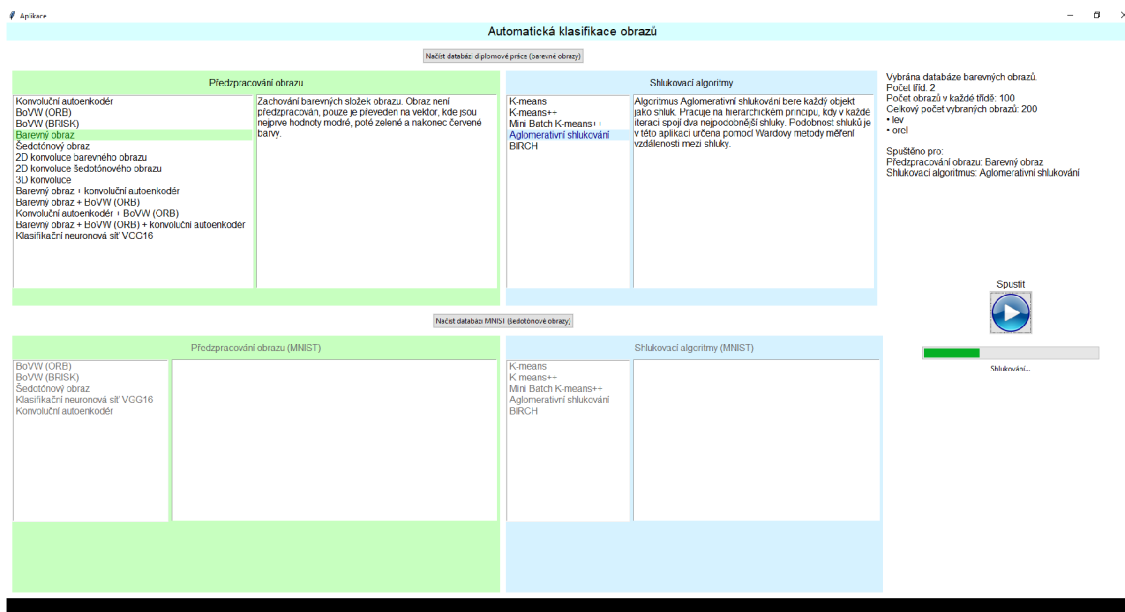 Aplikace
Automatická klasifikace obrazů
Načíst databázi diplomové práce (barevné obrazy)
Předzpracování obrazu
Konvoluční autoenkodér
BoVW (ORB)
BoVW (BRISK)
Barevný obraz
Šedotónový obraz
2D konvoluce barevného obrazu
2D konvoluce šedotónového obrazu
3D konvoluce
Barevný obraz + konvoluční autoenkodér
Barevný obraz + BoVW (ORB)
Konvoluční autoenkodér + BoVW (ORB)
Barevný obraz + BoVW (ORB) + konvoluční autoenkodér
Klasifikační neuronová síť VGG16
Zachování barevných složek obrazu. Obraz není
předzpracován, pouze je převeden na vektor, kde jsou
nejprve hodnoty modré, poté zelené a nakonec červené
barvy.
Shlukovací algoritmy
K-means
K-means++
Mini Batch K-means++
Aglomerativní shlukování
BIRCH
Algoritmus Aglomerativní shlukování bere každý objekt
jako shluk. Pracuje na hierarchickém principu, kdy v každé
iteraci spojí dva nejpodobnější shluky. Podobnost shluků je
v této aplikaci určena pomocí Wardovy metody měření
vzdálenosti mezi shluky.
Vybrána databáze barevných obrazů.
Počet tříd: 2
Počet obrazů v každé třídě: 100
Celkový počet vybraných obrazů: 200
• lev
• orel
Spuštěno pro:
Předzpracování obrazu: Barevný obraz
Shlukovací algoritmus: Aglomerativní shlukování
Spustit
Shlukování...
Načíst databázi MNIST (šedotónové obrazy)
Předzpracování obrazu (MNIST)
BoVW (ORB)
BoVW (BRISK)
Šedotónový obraz
Klasifikační neuronová síť VGG16
Konvoluční autoenkodér
Shlukovací algoritmy (MNIST)
K-means
K-means++
Mini Batch K-means++
Aglomerativní shlukování
BIRCH